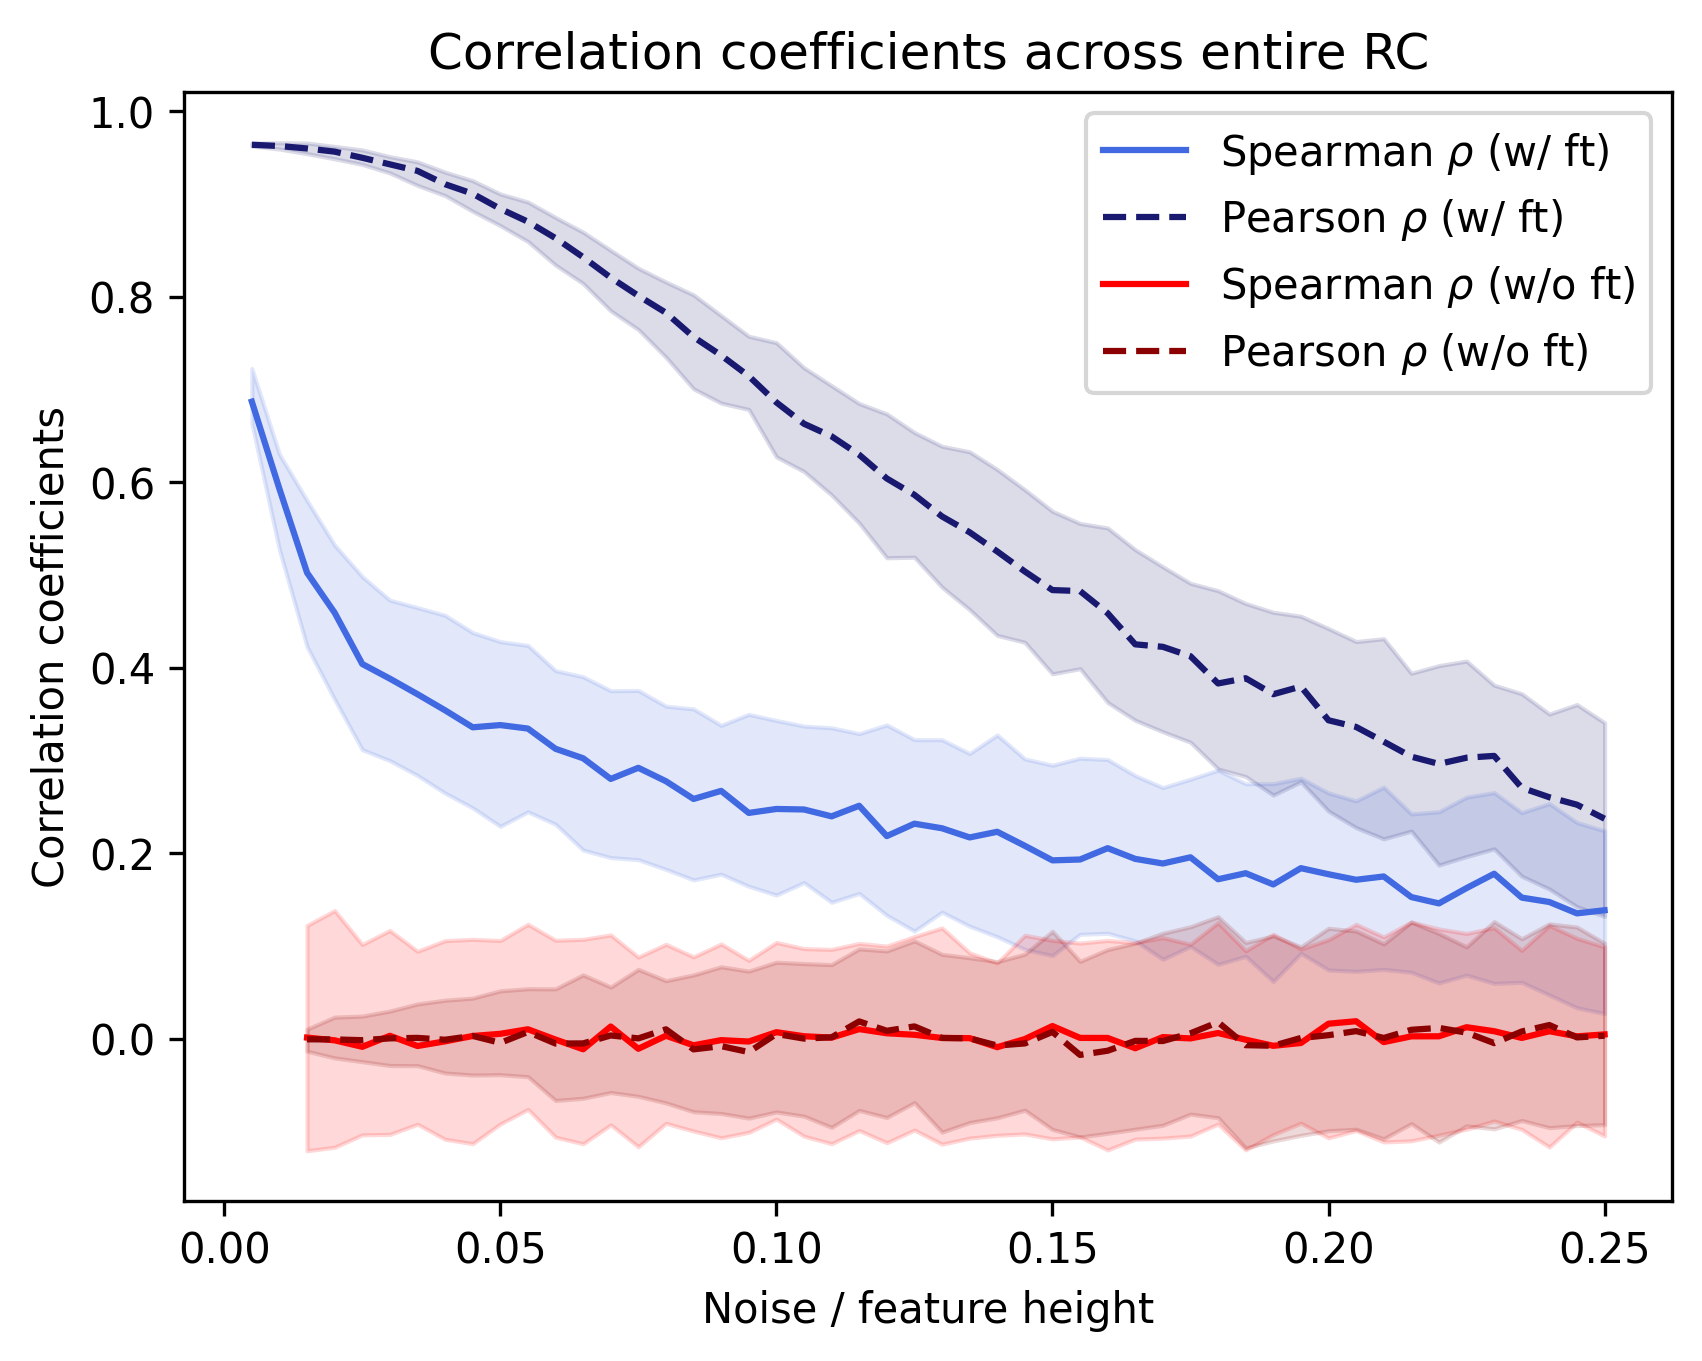 Correlation coefficients across entire RC
Correlation coefficients
1.0
0.8
0.6
0.4
0.2
0.0
Spearman ρ (w/ ft)
Pearson ρ (w/ ft)
Spearman ρ (w/o ft)
Pearson ρ (w/o ft)
0.00 0.05 0.10 0.15 0.20 0.25
Noise / feature height